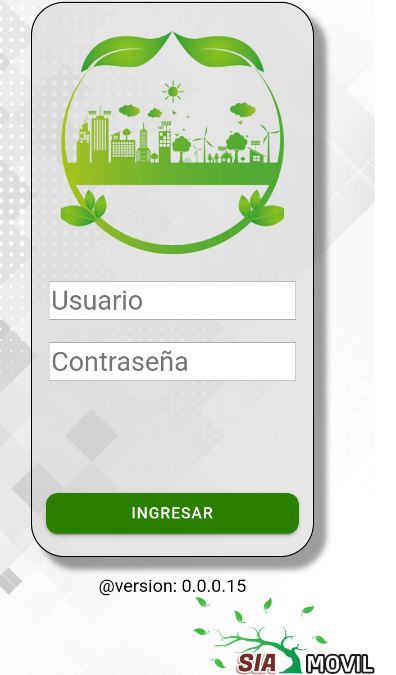 Usuario
Contraseña
INGRESAR
@version: 0.0.0.15
SIA MOVIL